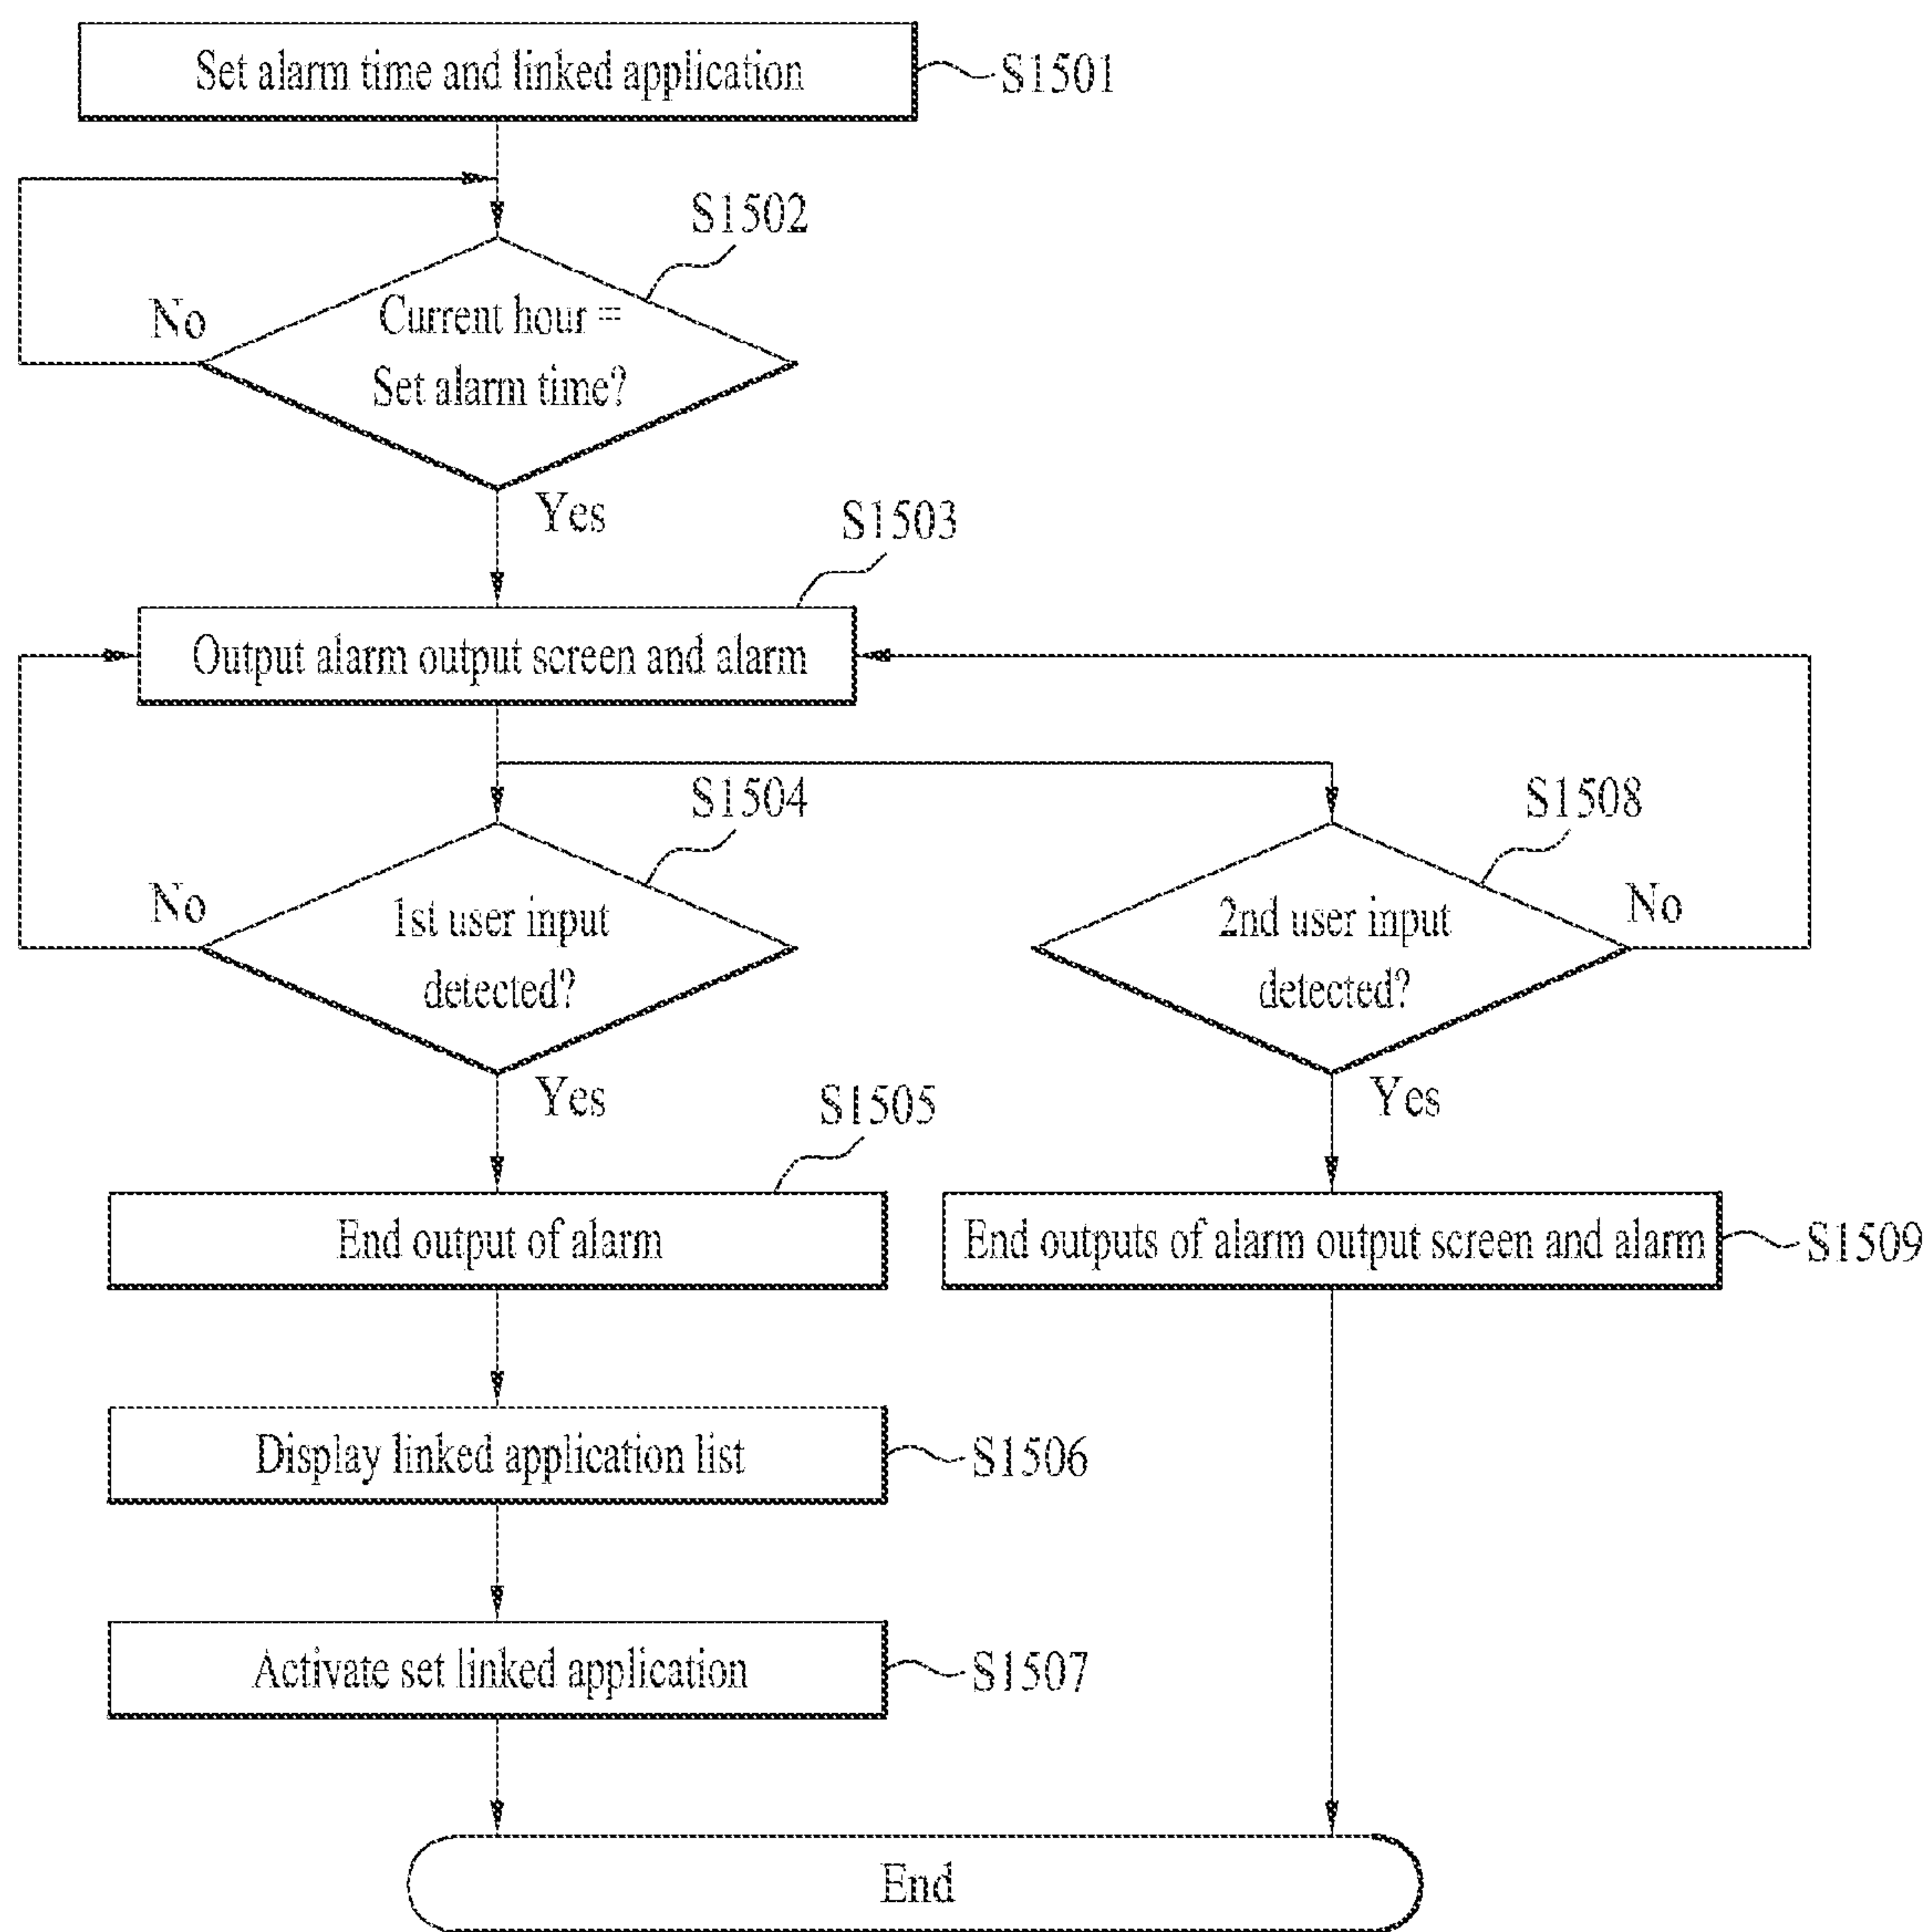 Set alarm time and linked application
S1501
S1502
No
Current hour =
Set alarm time?
Yes
S1503
Output alarm output screen and alarm
S1504
S1508
No
1st user input
detected?
2nd user input
detected?
No
Yes
Yes
S1505
End output of alarm
End outputs of alarm output screen and alarm
S1509
Display linked application list
S1506
Activate set linked application
S1507
End